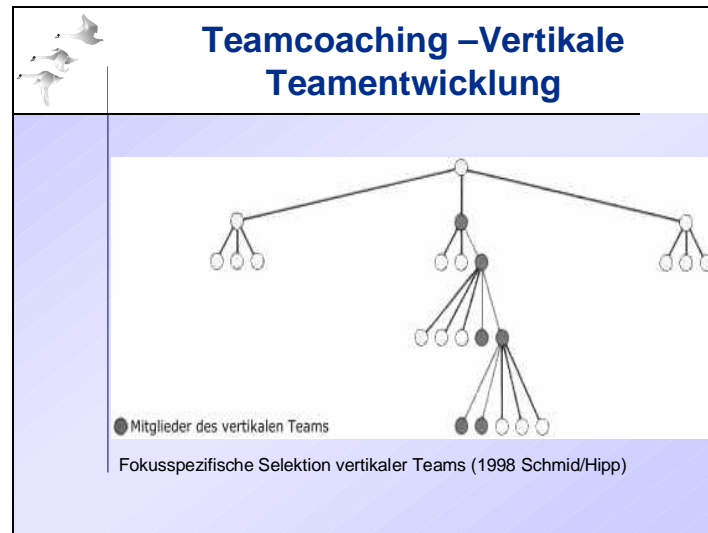 Teamcoaching –Vertikale
Teamentwicklung
Mitglieder des vertikalen Teams
Fokusspezifische Selektion vertikaler Teams (1998 Schmid/Hipp)